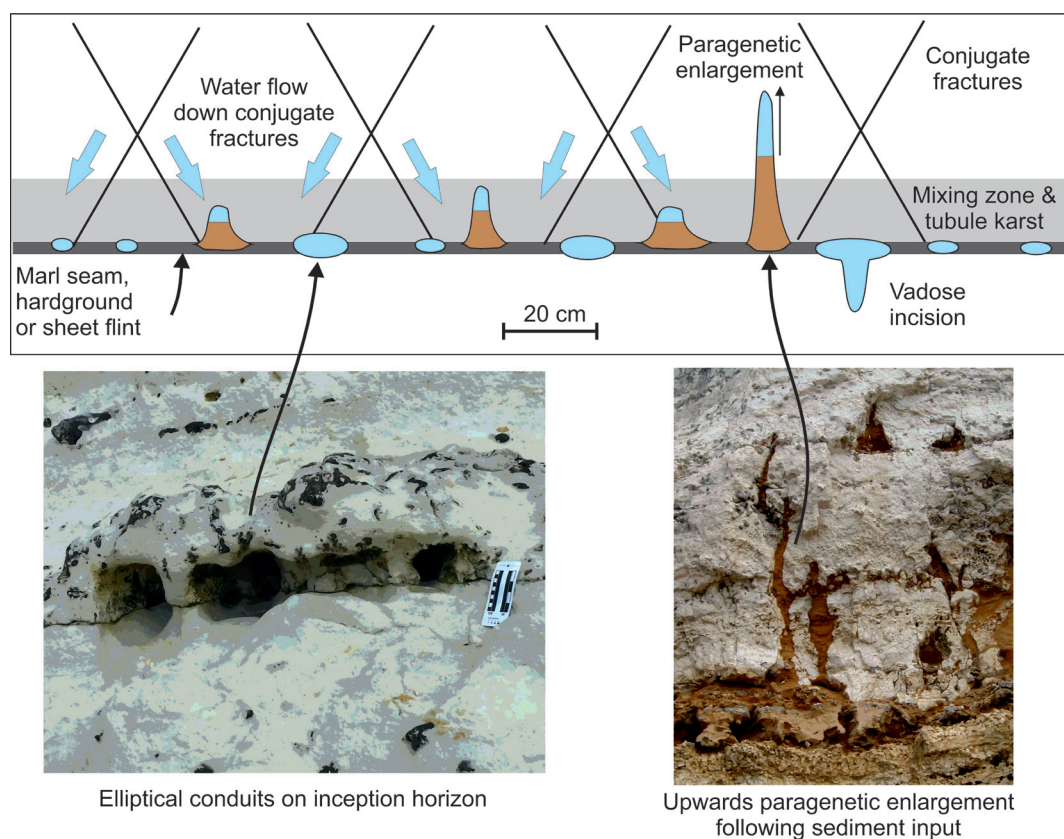 Water flow
down conjugate
fractures
Paragenetic
enlargement
Conjugate
fractures
Mixing zone &
tubule karst
Marl seam,
hardground
or sheet flint
20 cm
Vadose
incision
Elliptical conduits on inception horizon
Upwards paragenetic enlargement
following sediment input